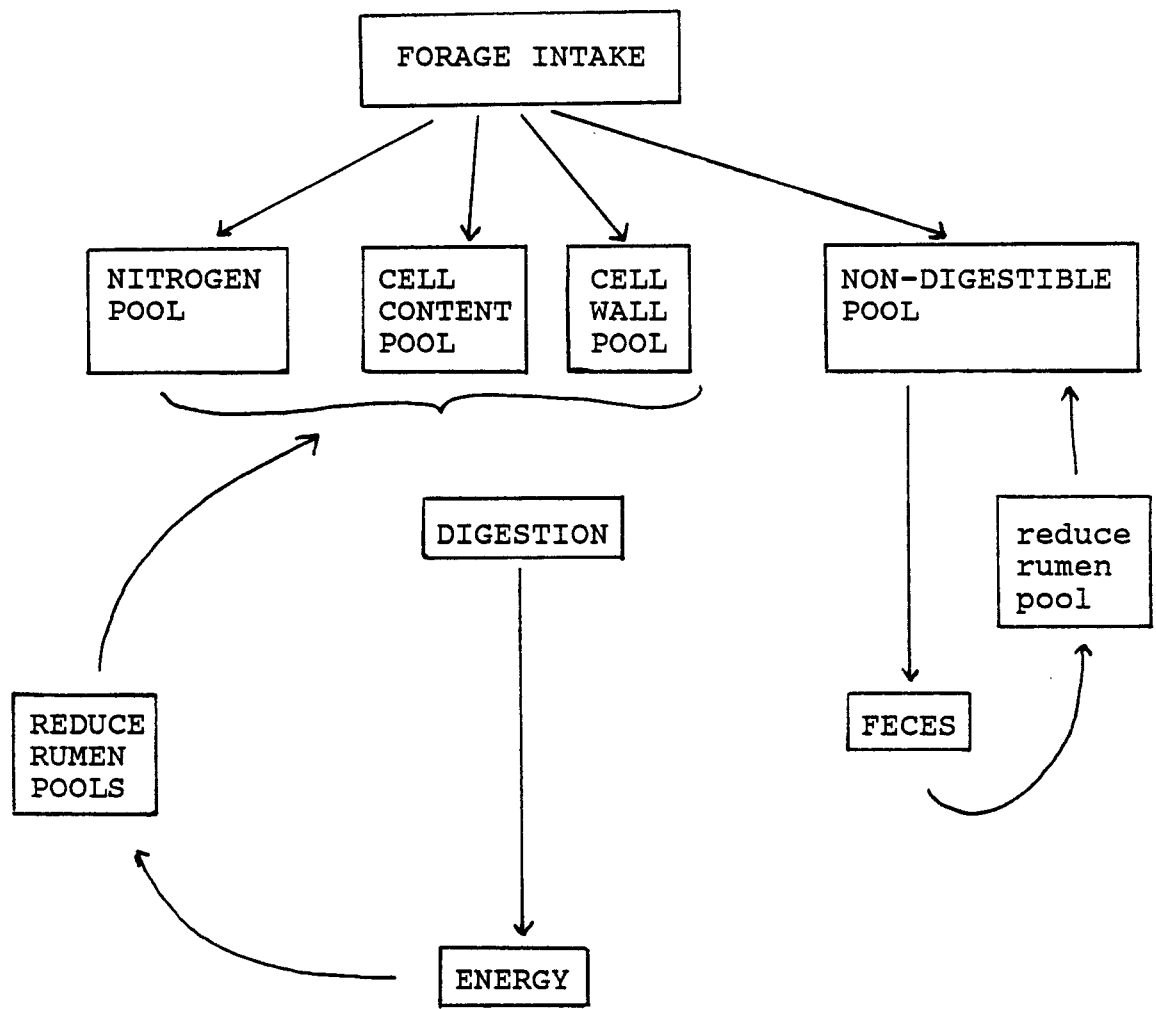 FORAGE INTAKE
NITROGEN
POOL
CELL
CONTENT
POOL
CELL
WALL
POOL
NON-DIGESTIBLE
POOL
DIGESTION
reduce
rumen
pool
REDUCE
RUMEN
POOLS
FECES
ENERGY